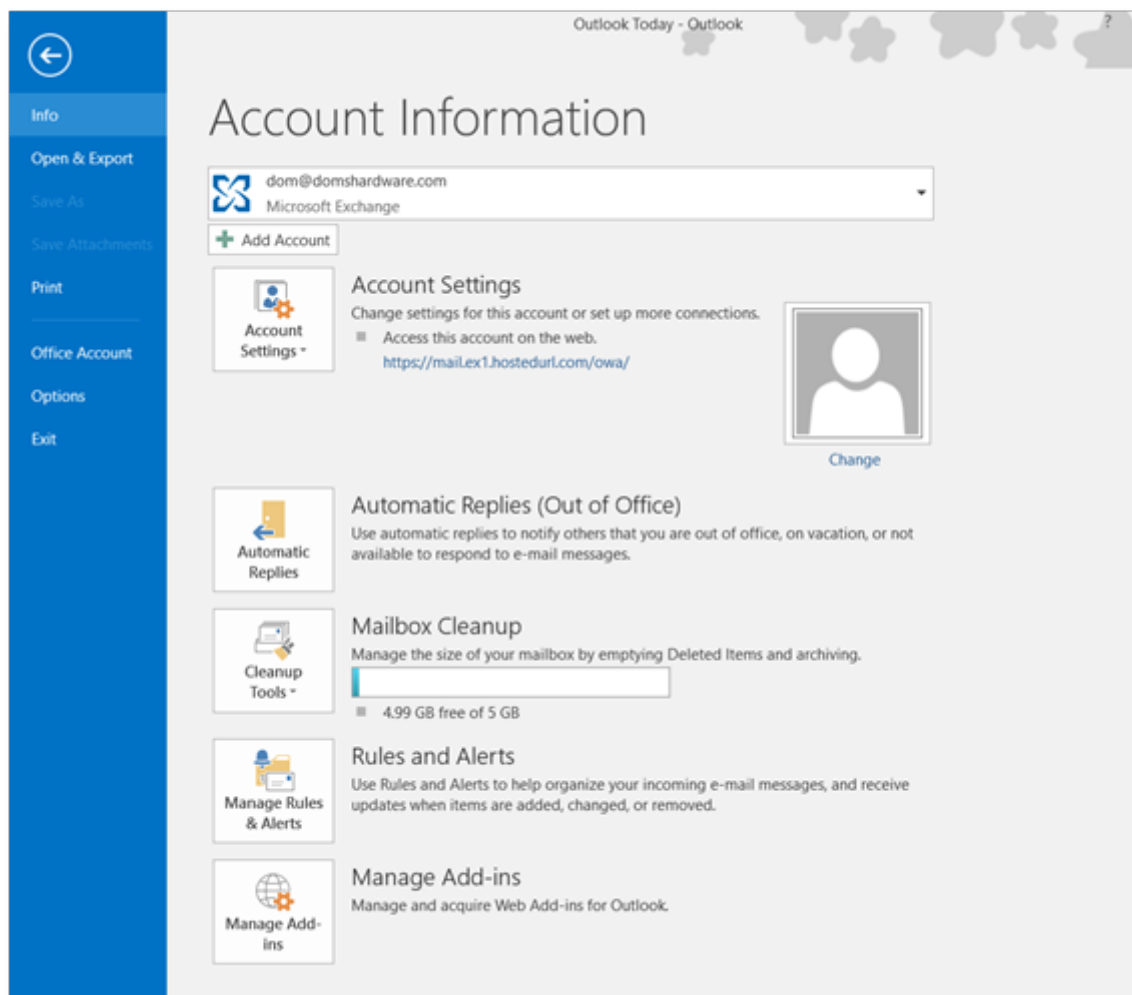 Outlook Today - Outlook
?
Info
Open & Export
Save As
Save Attachments
Print
Office Account
Options
Exit
Account Information
dom@domshardware.com
Microsoft Exchange
Add Account
Account
Settings
Account Settings
Change settings for this account or set up more connections.
Access this account on the web.
https://mail.ex1.hostedurl.com/owa/
Change
Automatic
Replies
Automatic Replies (Out of Office)
Use automatic replies to notify others that you are out of office, on vacation, or not
available to respond to e-mail messages.
Cleanup
Tools
Mailbox Cleanup
Manage the size of your mailbox by emptying Deleted Items and archiving.
4.99 GB free of 5 GB
Manage Rules
& Alerts
Rules and Alerts
Use Rules and Alerts to help organize your incoming e-mail messages, and receive
updates when items are added, changed, or removed.
Manage Add-
ins
Manage Add-ins
Manage and acquire Web Add-ins for Outlook.